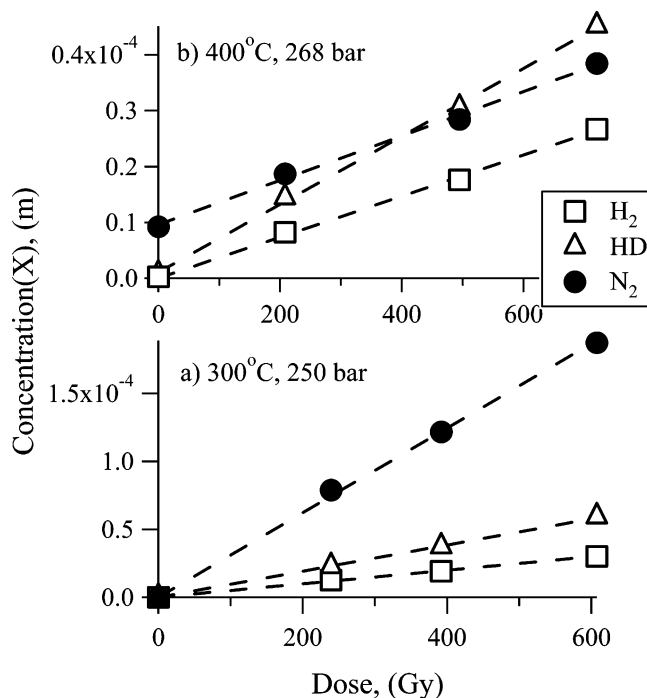 b) 400°C, 268 bar
0.4x10⁻⁴
0.3
0.2
0.1
0.0
0
200
400
600
H₂
HD
N₂
Concentration(X), (m)
a) 300°C, 250 bar
1.5x10⁻⁴
1.0
0.5
0.0
0
200
400
600
Dose, (Gy)